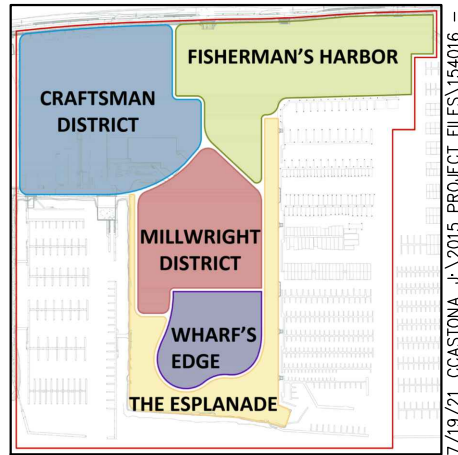 FISHERMAN'S HARBOR
CRAFTSMAN
DISTRICT
MILLWRIGHT
DISTRICT
WHARF'S
EDGE
THE ESPLANADE
7/19/21 CCASTONA J:\2015 PROJECT FILES\154016 -